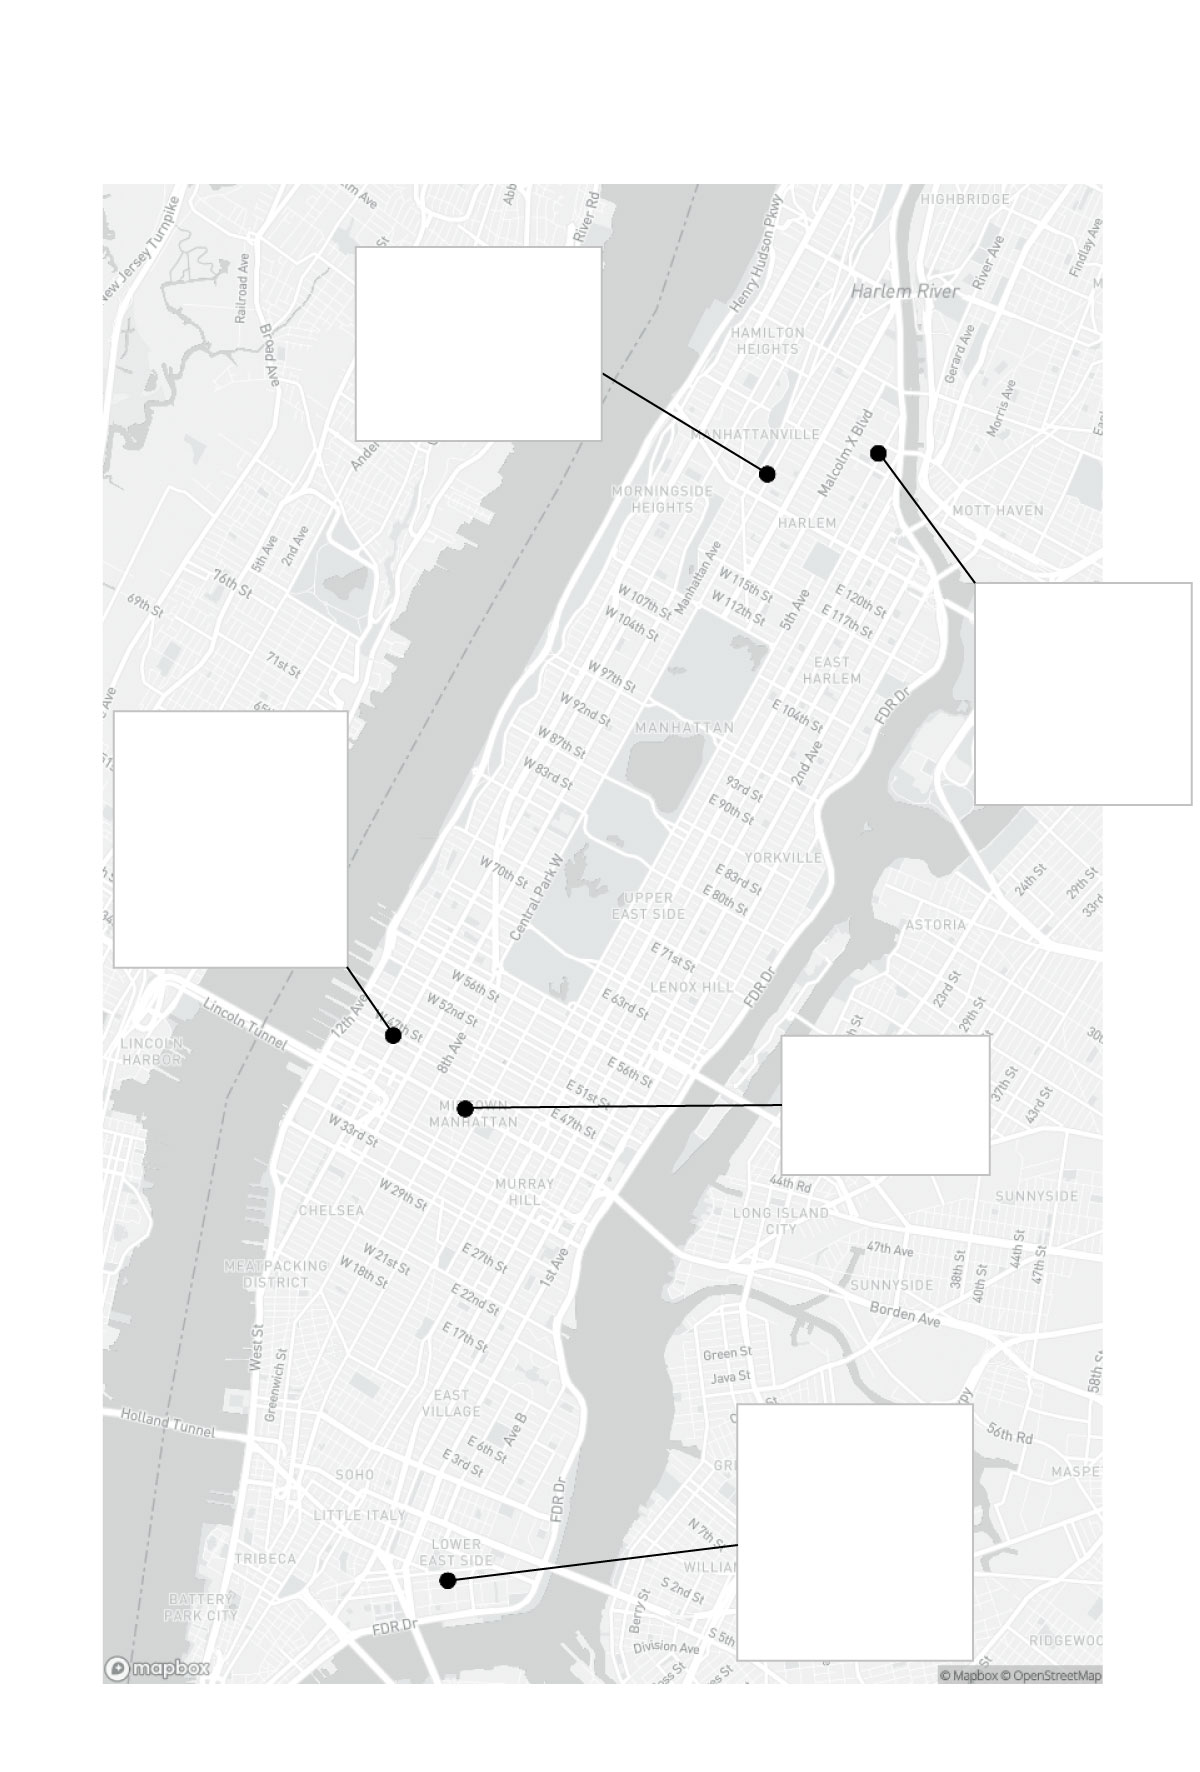 HIGHBRIDGE
New Jersey Turnpike
River Rd
Henry Hudson Pkwy
River Ave
Findlay Ave
Railroad Ave
Harlem River
Broad Ave
HAMILTON
HEIGHTS
Gerard Ave
Morris Ave
MANHATTANVILLE
Malcolm X Blvd
MORNINGSIDE
HEIGHTS
HARLEM
MOTT HAVEN
5th Ave
2nd Ave
76th St
69th St
71st St
Manhattan Ave
W 115th St
W 112th St
W 107th St
W 104th St
5th Ave
E 120th St
E 117th St
W 97th St
EAST
HARLEM
FDR Dr
W 92nd St
MANHATTAN
E 104th St
W 87th St
W 83rd St
2nd Ave
93rd St
E 90th St
YORKVILLE
W 70th St
Central Park W
E 83rd St
E 80th St
UPPER
EAST SIDE
24th St
29th St
33rd
ASTORIA
E 71st St
LENOX HILL
FDR Dr
23rd St
29th St
W 56th St
W 52nd St
E 63rd St
12th Ave
W 47th St
8th Ave
Lincoln Tunnel
LINCOLN
HARBOR
E 56th St
E 51st St
E 47th St
37th St
43rd St
MIDTOWN
MANHATTAN
W 33rd St
MURRAY
HILL
W 29th St
CHELSEA
44th Rd
LONG ISLAND
CITY
SUNNYSIDE
47th Ave
44th St
47th St
38th St
40th St
W 21st St
W 18th St
E 27th St
1st Ave
MEATPACKING
DISTRICT
E 22nd St
SUNNYSIDE
Borden Ave
E 17th St
West St
Greenwich St
Green St
Java St
58th St
EAST
VILLAGE
Ave B
Holland Tunnel
E 6th St
E 3rd St
56th Rd
MASPET
SOHO
FDR Dr
LITTLE ITALY
N 7th St
LOWER
EAST SIDE
TRIBECA
WILLIAM
S 2nd St
BATTERY
PARK CITY
Berry St
FDR Dr
S 5th
Division Ave
RIDGEWOO
mapbox
© Mapbox © OpenStreetMap